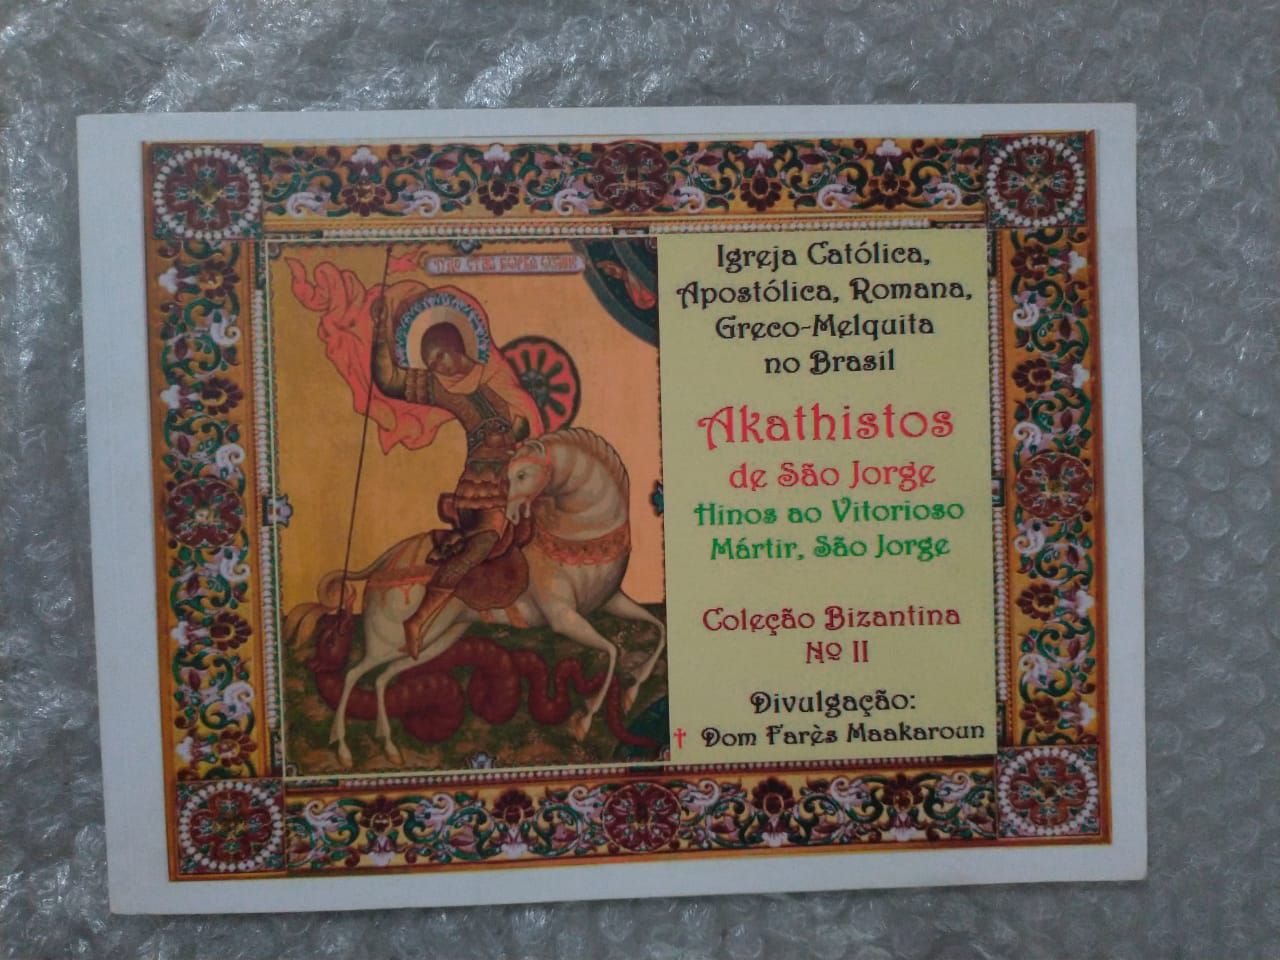 Igreja Católica,
Apostólica, Romana,
Greco-Melquita
no Brasil
Akathistos
de São Jorge
Hinos ao Vitorioso
Mártir, São Jorge
Coleção Bizantina
Nº II
Divulgação:
† Dom Farès Maakaroun